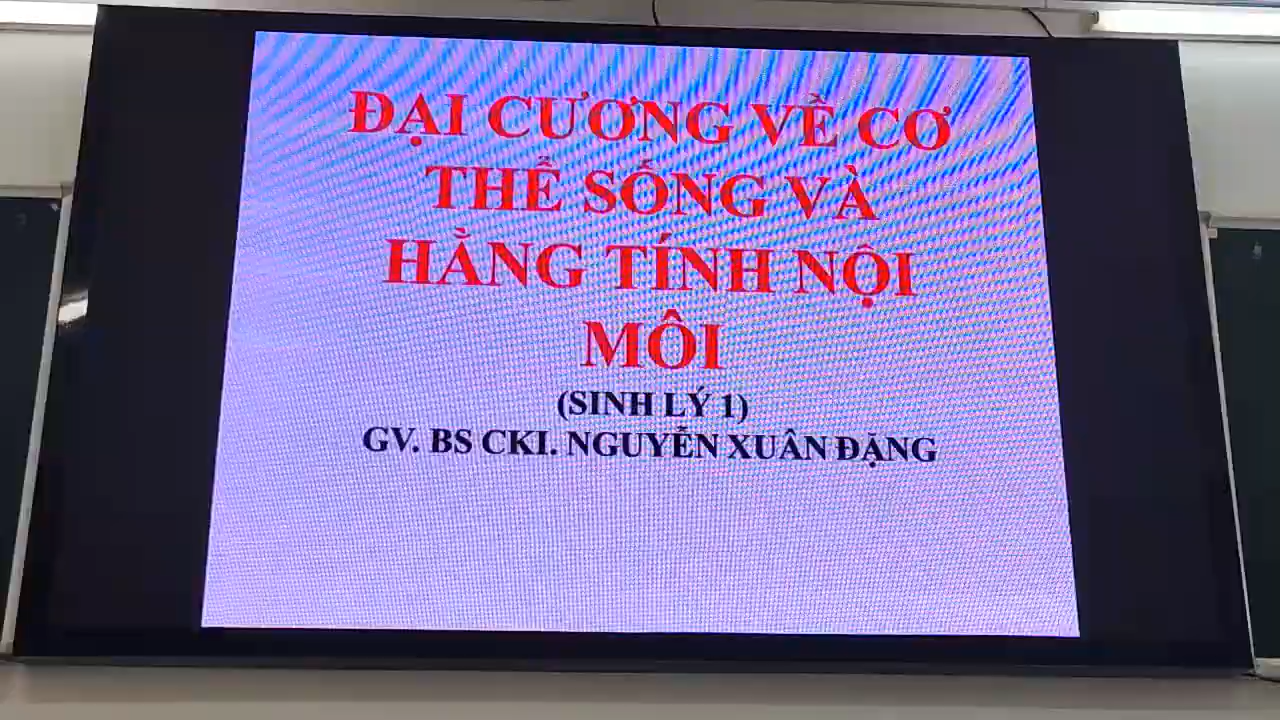 ĐẠI CƯƠNG VỀ CƠ
THỂ SỐNG VÀ
HẰNG TÍNH NỘI
MÔI
(SINH LÝ 1)
GV. BS CKI. NGUYỄN XUÂN ĐẶNG